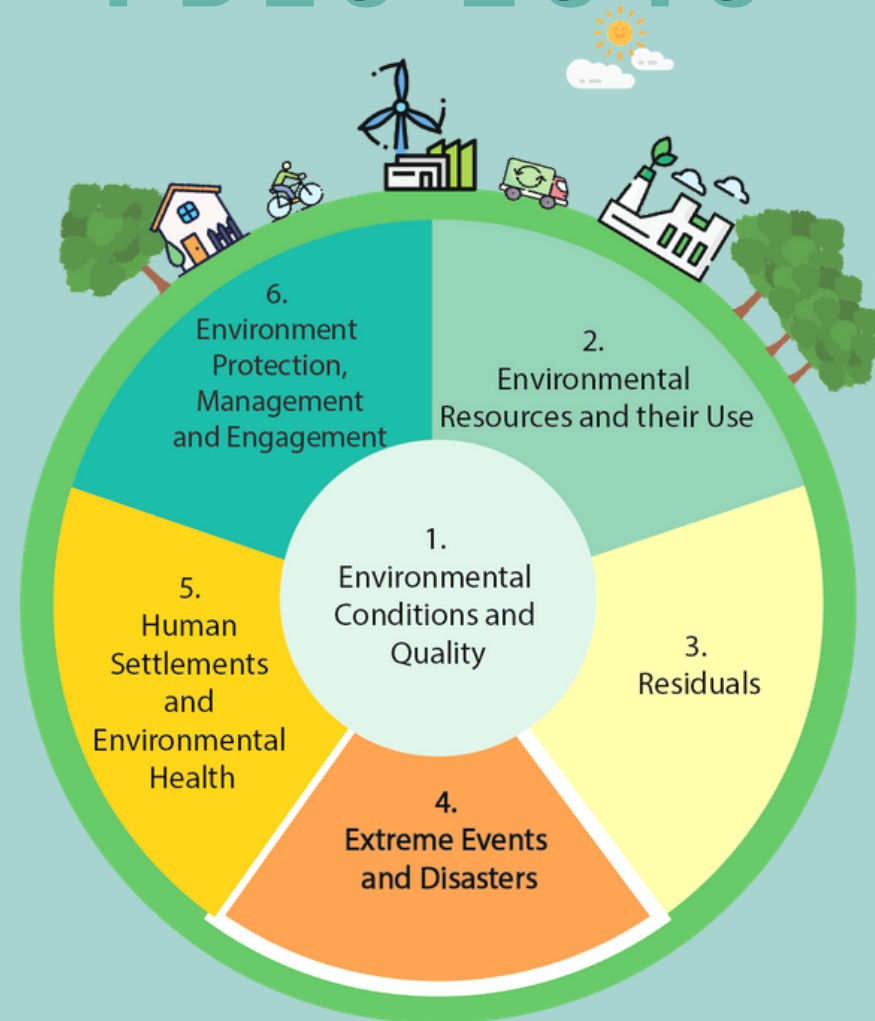 1.
Environmental
Conditions and
Quality
2.
Environmental
Resources and their Use
3.
Residuals
4.
Extreme Events
and Disasters
5.
Human
Settlements
and
Environmental
Health
6.
Environment
Protection,
Management
and Engagement